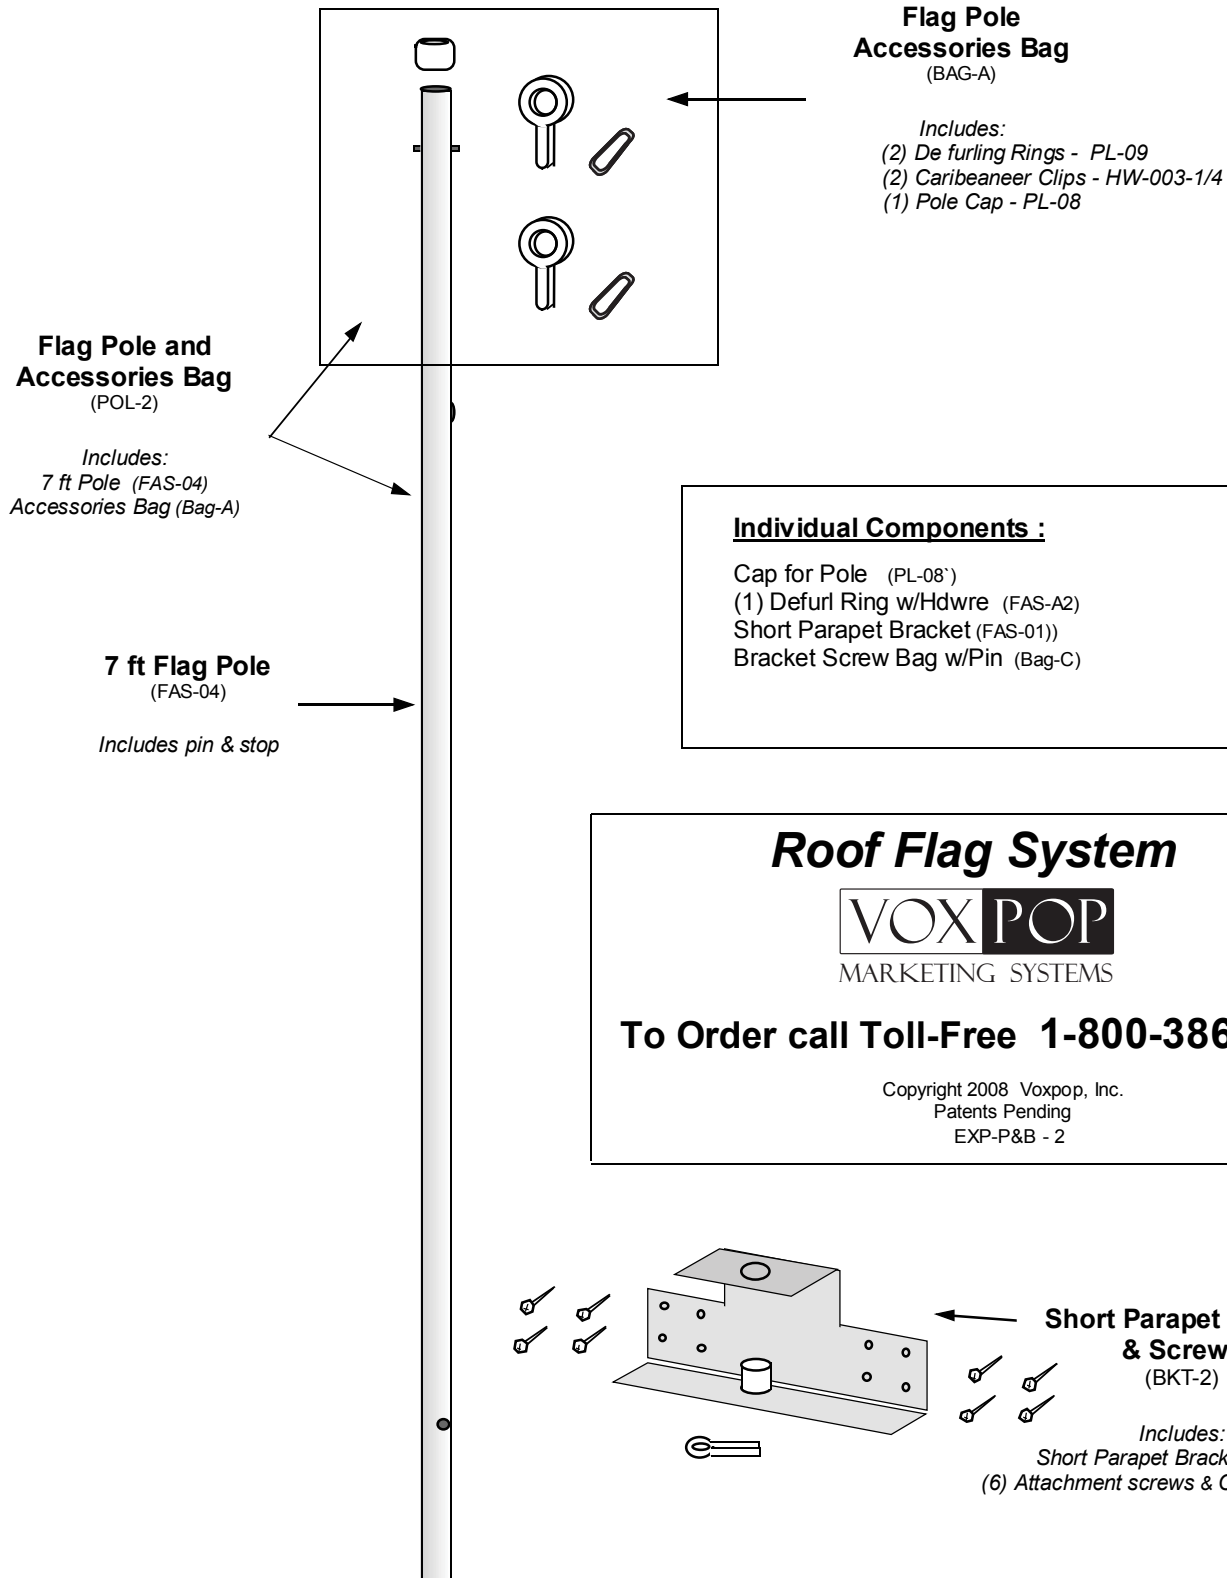 Flag Pole
Accessories Bag
(BAG-A)
Includes:
(2) De furling Rings - PL-09
(2) Caribeaneer Clips - HW-003-1/4
(1) Pole Cap - PL-08
Flag Pole and
Accessories Bag
(POL-2)
Includes:
7 ft Pole (FAS-04)
Accessories Bag (Bag-A)
Individual Components :
Cap for Pole (PL-08`)
(1) Defurl Ring w/Hdwre (FAS-A2)
Short Parapet Bracket (FAS-01))
Bracket Screw Bag w/Pin (Bag-C)
7 ft Flag Pole
(FAS-04)
Includes pin & stop
Roof Flag System
VOXPOP
MARKETING SYSTEMS
To Order call Toll-Free 1-800-386
Copyright 2008 Voxpop, Inc.
Patents Pending
EXP-P&B - 2
Short Parapet
& Screw
(BKT-2)
Includes:
Short Parapet Brack
(6) Attachment screws &